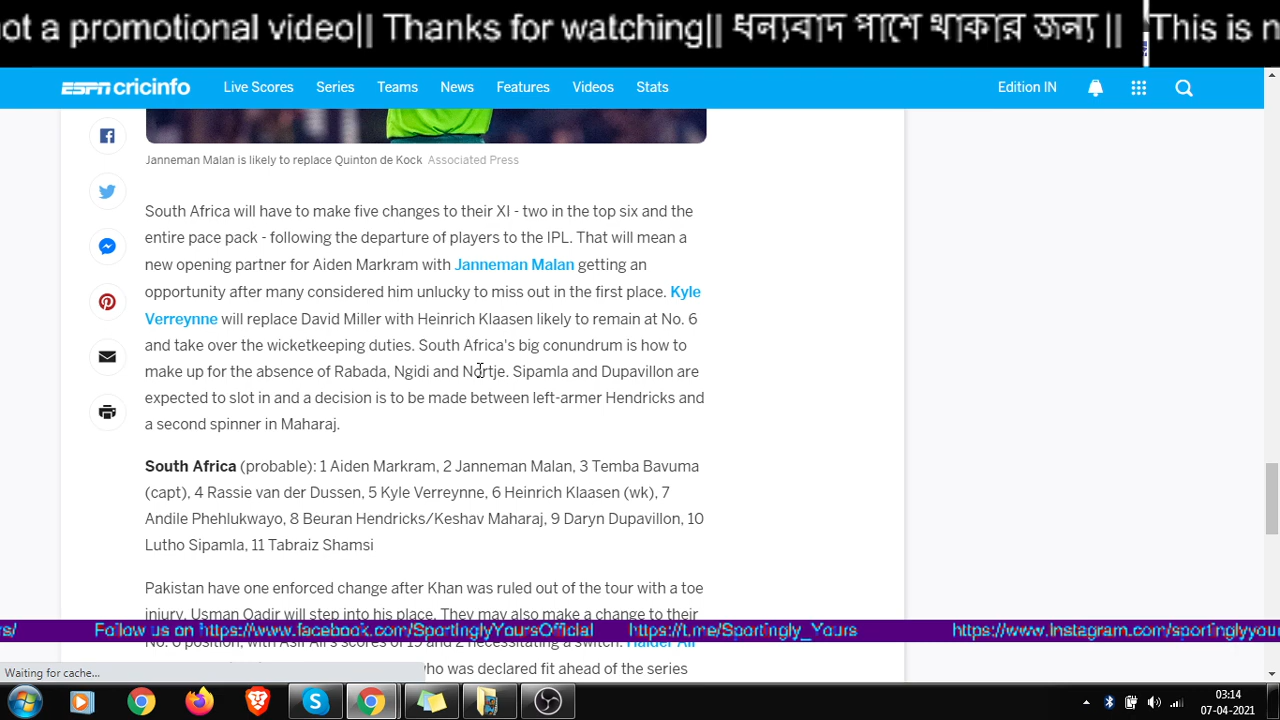 ot a promotional video|| Thanks for watching|| ধন্যবাদ পাশে থাকার জন্য || This is n
ESPN cricinfo Live Scores Series Teams News Features Videos Stats Edition IN
Janneman Malan is likely to replace Quinton de Kock Associated Press
South Africa will have to make five changes to their XI - two in the top six and the
entire pace pack - following the departure of players to the IPL. That will mean a
new opening partner for Aiden Markram with Janneman Malan getting an
opportunity after many considered him unlucky to miss out in the first place. Kyle
Verreynne will replace David Miller with Heinrich Klaasen likely to remain at No. 6
and take over the wicketkeeping duties. South Africa's big conundrum is how to
make up for the absence of Rabada, Ngidi and Nortje. Sipamla and Dupavillon are
expected to slot in and a decision is to be made between left-armer Hendricks and
a second spinner in Maharaj.
South Africa (probable): 1 Aiden Markram, 2 Janneman Malan, 3 Temba Bavuma
(capt), 4 Rassie van der Dussen, 5 Kyle Verreynne, 6 Heinrich Klaasen (wk), 7
Andile Phehlukwayo, 8 Beuran Hendricks/Keshav Maharaj, 9 Daryn Dupavillon, 10
Lutho Sipamla, 11 Tabraiz Shamsi
Pakistan have one enforced change after Khan was ruled out of the tour with a toe
injury. Usman Qadir will step into his place. They may also make a change to their
s/ Follow us on https://www.facebook.com/SportinglyYoursOfficial https://t.me/Sportingly_Yours https://www.instagram.com/sportinglyyour
who was declared fit ahead of the series
Waiting for cache...
03:14
07-04-2021